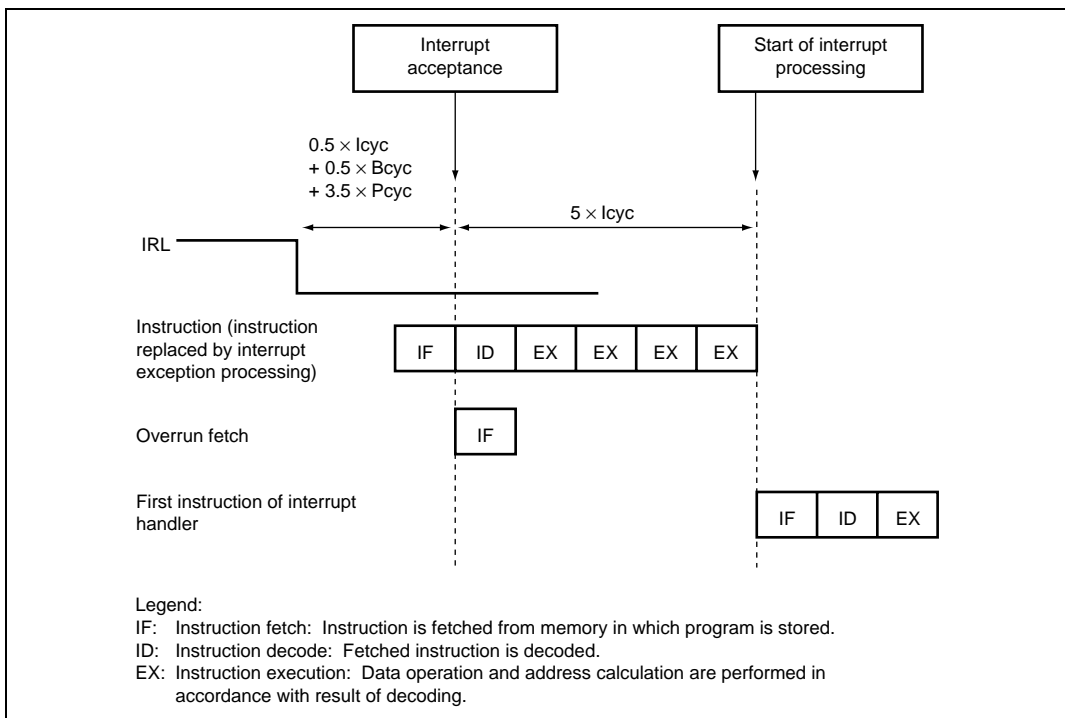 Interrupt
acceptance
Start of interrupt
processing
0.5 × Icyc
+ 0.5 × Bcyc
+ 3.5 × Pcyc
5 × Icyc
IRL
Instruction (instruction
replaced by interrupt
exception processing)
IF ID EX EX EX EX
Overrun fetch
IF
First instruction of interrupt
handler
IF ID EX
Legend:
IF: Instruction fetch: Instruction is fetched from memory in which program is stored.
ID: Instruction decode: Fetched instruction is decoded.
EX: Instruction execution: Data operation and address calculation are performed in
accordance with result of decoding.